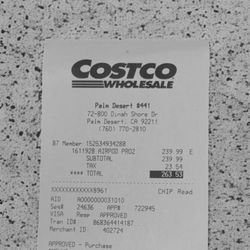 COSTCO
WHOLESALE
Palm Desert #441
72-800 Dinah Shore Dr
Palm Desert, CA 92211
(760) 770-2810
B7 Member 152534934288
1611928 AIRPOD PRO2 239.99 E
SUBTOTAL 239.99
TAX 23.54
**** TOTAL 263.53
XXXXXXXXXXXX8961 CHIP Read
AID A0000000031010
Seq# 24636 APP# 722945
VISA Resp APPROVED
Tran ID# 868364414187
Merchant ID 402724
APPROVED - Purchase